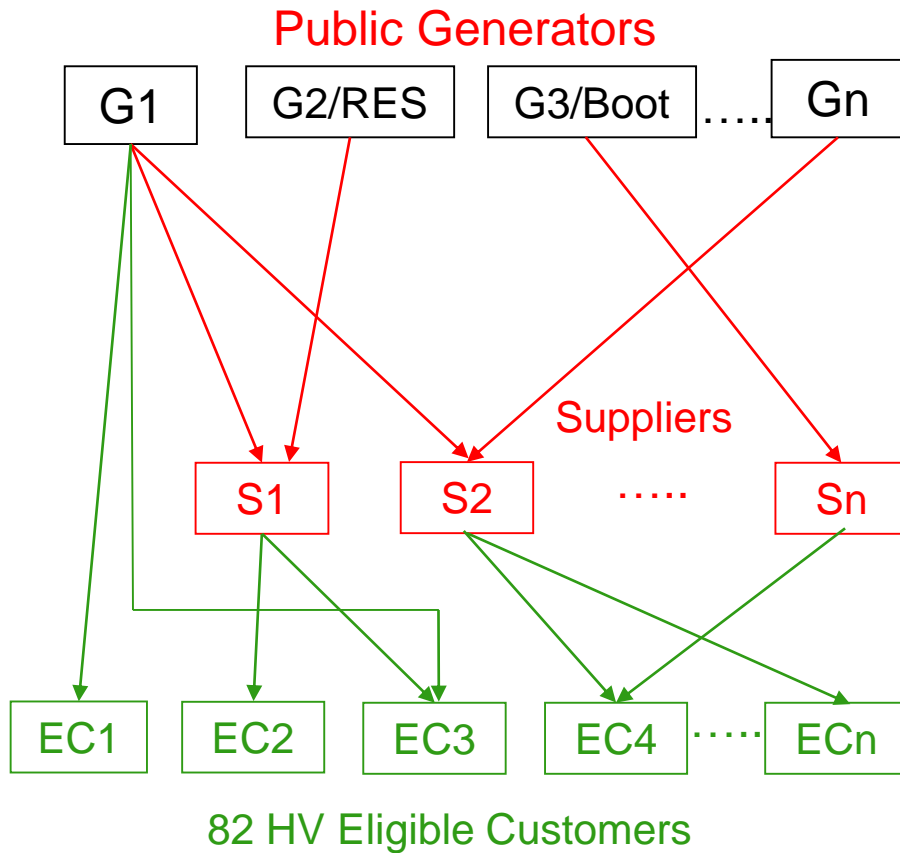 Public Generators
G1 G2/RES G3/Boot ..... Gn
Suppliers
S1 S2 ..... Sn
EC1 EC2 EC3 EC4 ..... ECn
82 HV Eligible Customers